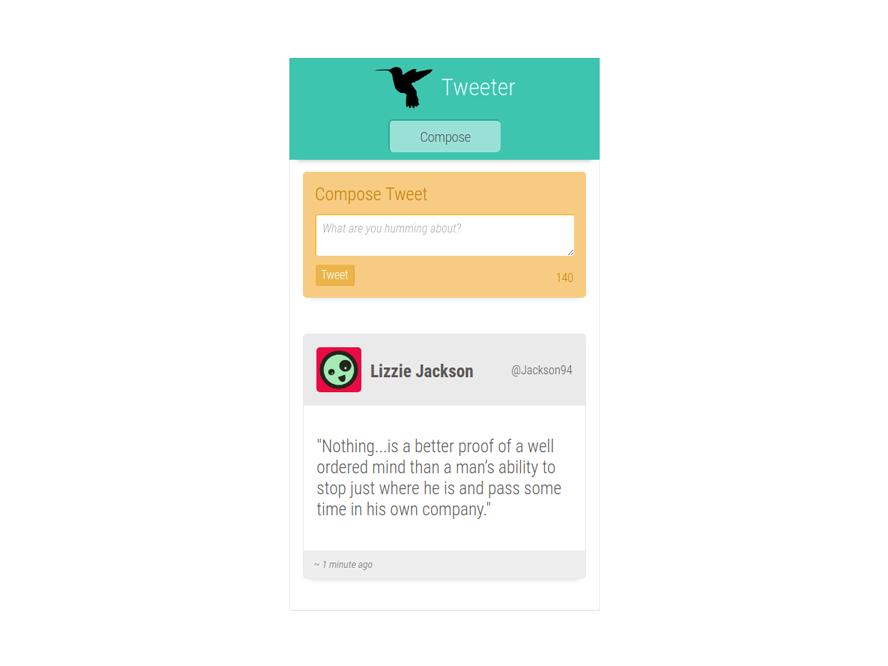 Tweeter
Compose
Compose Tweet
What are you humming about?
Tweet
140
Lizzie Jackson
@Jackson94
"Nothing...is a better proof of a well
ordered mind than a man’s ability to
stop just where he is and pass some
time in his own company."
~ 1 minute ago